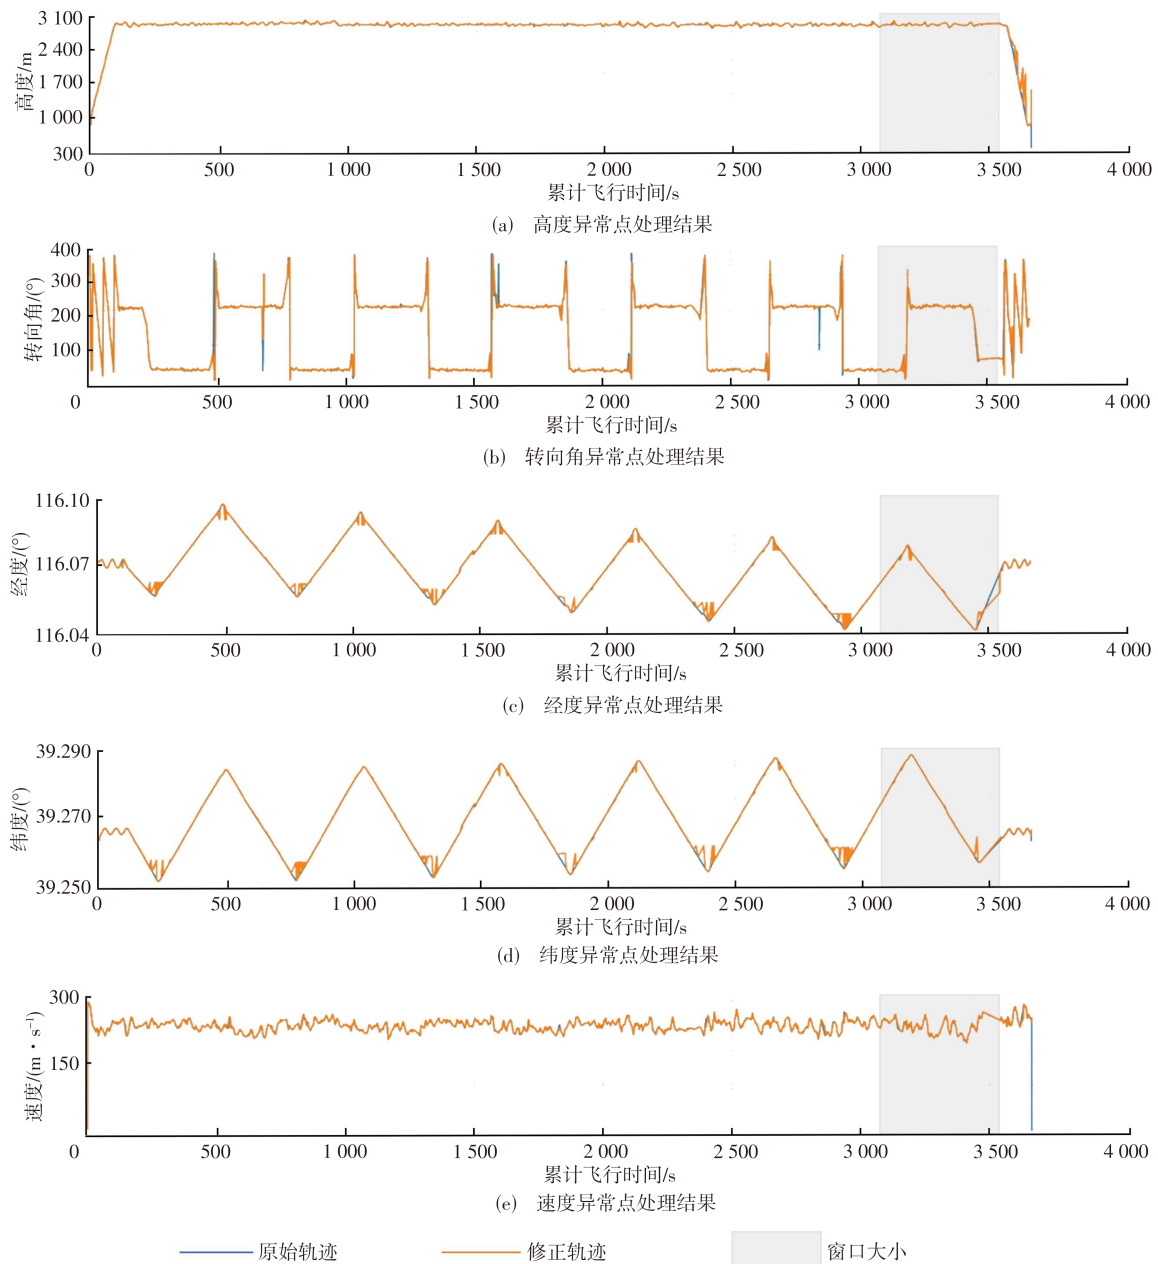 3 100
2 400
1 700
1 000
300
高度/m
0 500 1 000 1 500 2 000 2 500 3 000 3 500 4 000
累计飞行时间/s
(a) 高度异常点处理结果
400
300
200
100
转向角/(°)
0 500 1 000 1 500 2 000 2 500 3 000 3 500 4 000
累计飞行时间/s
(b) 转向角异常点处理结果
116.10
116.07
116.04
经度/(°)
0 500 1 000 1 500 2 000 2 500 3 000 3 500 4 000
累计飞行时间/s
(c) 经度异常点处理结果
39.290
39.270
39.250
纬度/(°)
0 500 1 000 1 500 2 000 2 500 3 000 3 500 4 000
累计飞行时间/s
(d) 纬度异常点处理结果
300
150
速度/(m·s⁻¹)
0 500 1 000 1 500 2 000 2 500 3 000 3 500 4 000
累计飞行时间/s
(e) 速度异常点处理结果
原始轨迹 修正轨迹 窗口大小